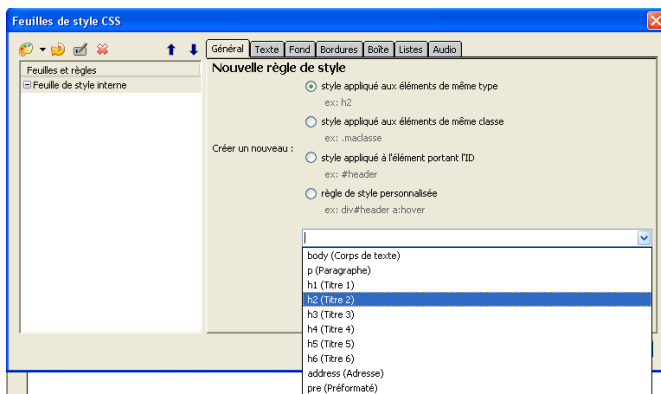 Feuilles de style CSS
Général Texte Fond Bordures Boîte Listes Audio
Feuilles et règles
Feuille de style interne
Nouvelle règle de style
Créer un nouveau :
style appliqué aux éléments de même type
ex: h2
style appliqué aux éléments de même classe
ex: .maclasse
style appliqué à l'élément portant l'ID
ex: #header
règle de style personnalisée
ex: div#header a:hover
body (Corps de texte)
p (Paragraphe)
h1 (Titre 1)
h2 (Titre 2)
h3 (Titre 3)
h4 (Titre 4)
h5 (Titre 5)
h6 (Titre 6)
address (Adresse)
pre (Préformaté)